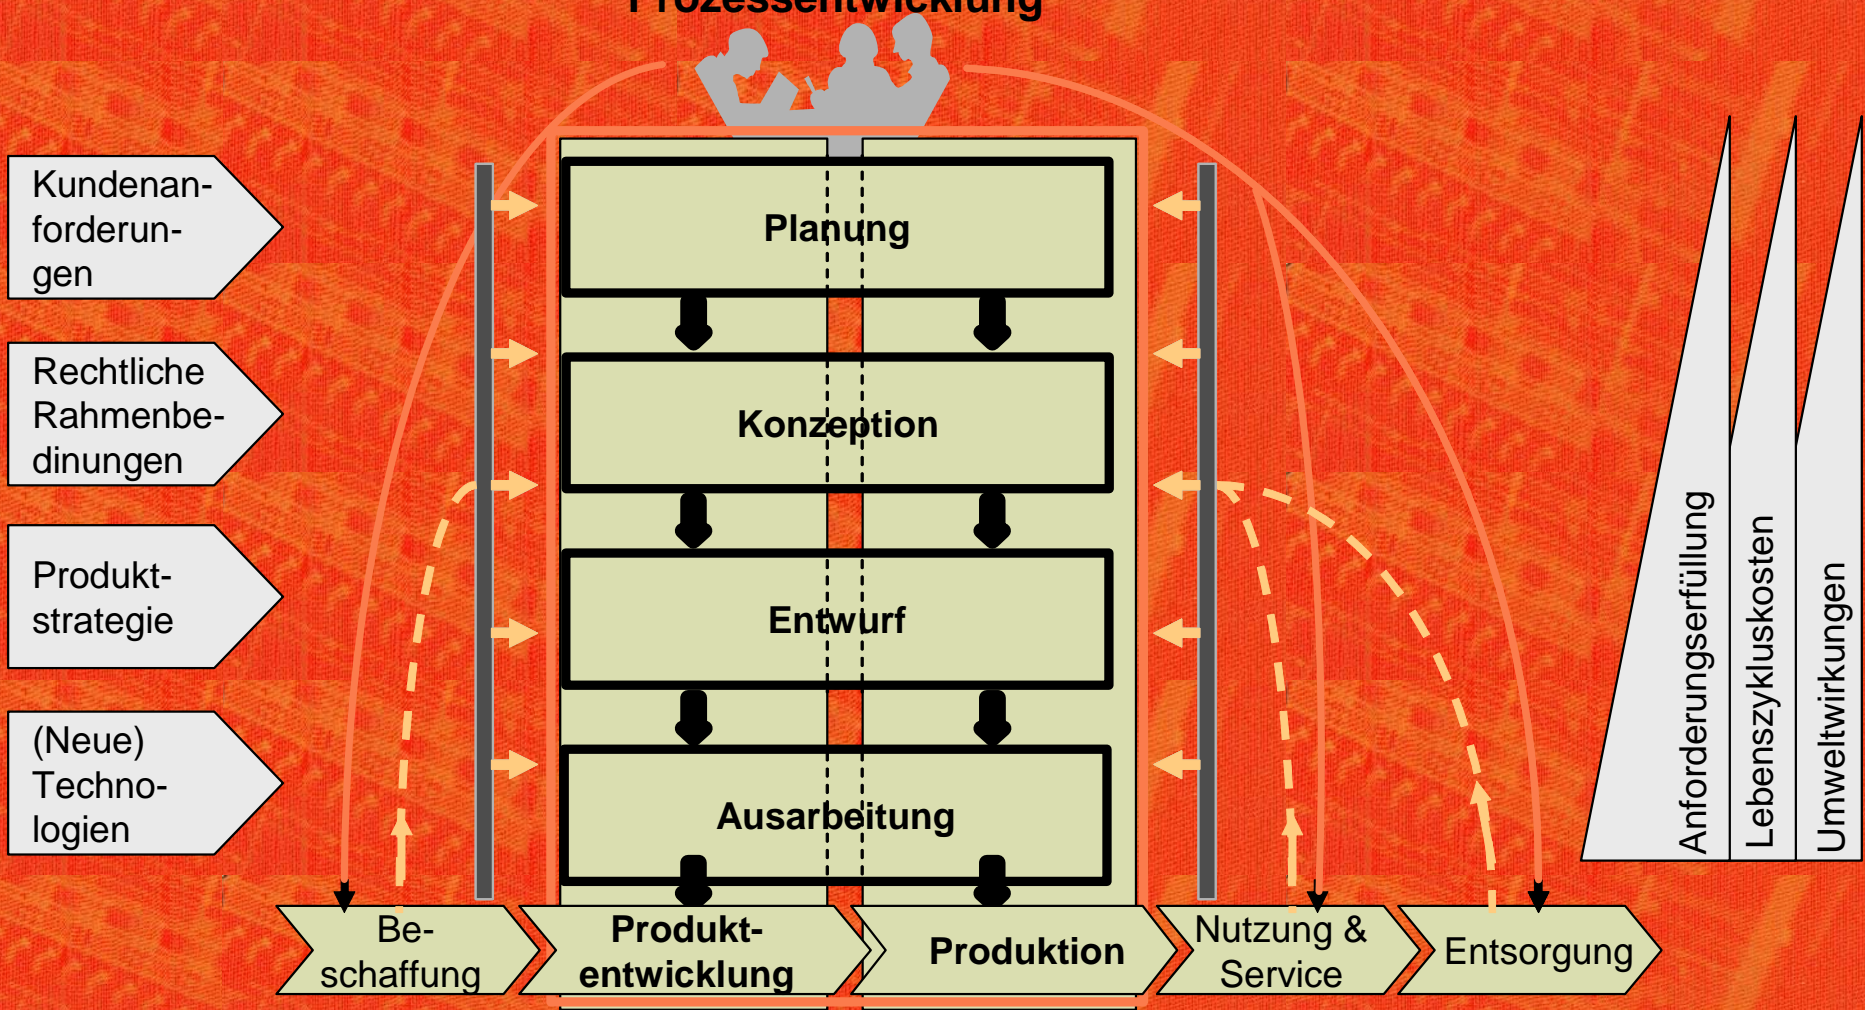 Prozessentwicklung
Kundenan-
forderun-
gen
Rechtliche
Rahmenbe-
dinungen
Produkt-
strategie
(Neue)
Techno-
logien
Planung
Konzeption
Entwurf
Ausarbeitung
Anforderungserfüllung
Lebenszykluskosten
Umweltwirkungen
Be-
schaffung
Produkt-
entwicklung
Produktion
Nutzung &
Service
Entsorgung